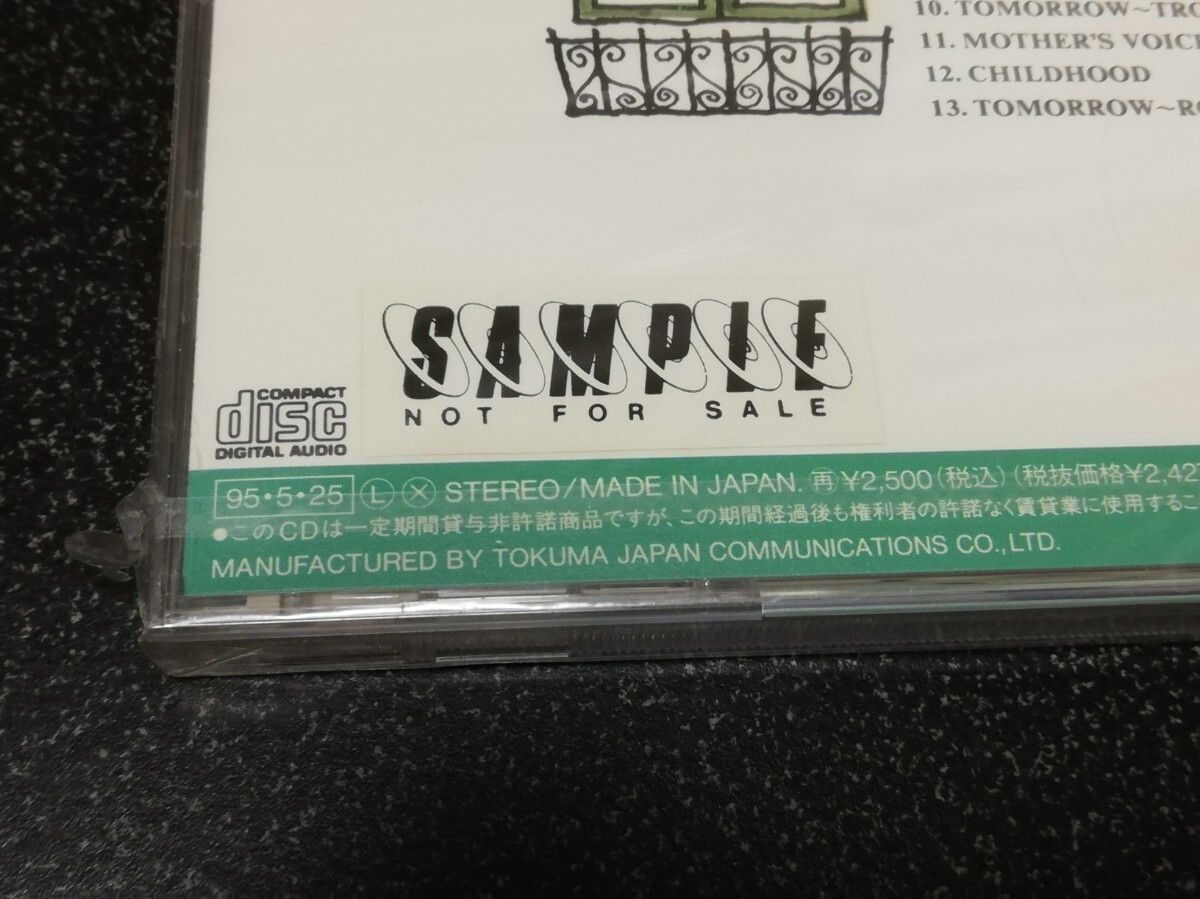 10. TOMORROW~TRO
11. MOTHER'S VOICE
12. CHILDHOOD
13. TOMORROW~RO
SAMPLE
NOT FOR SALE
COMPACT
disc
DIGITAL AUDIO
95・5・25 Ⓛ Ⓧ STEREO/MADE IN JAPAN. ㊢¥2,500(税込)(税抜価格¥2,42
●このCDは一定期間貸与非許諾商品ですが、この期間経過後も権利者の許諾なく賃貸業に使用するこ
MANUFACTURED BY TOKUMA JAPAN COMMUNICATIONS CO.,LTD.